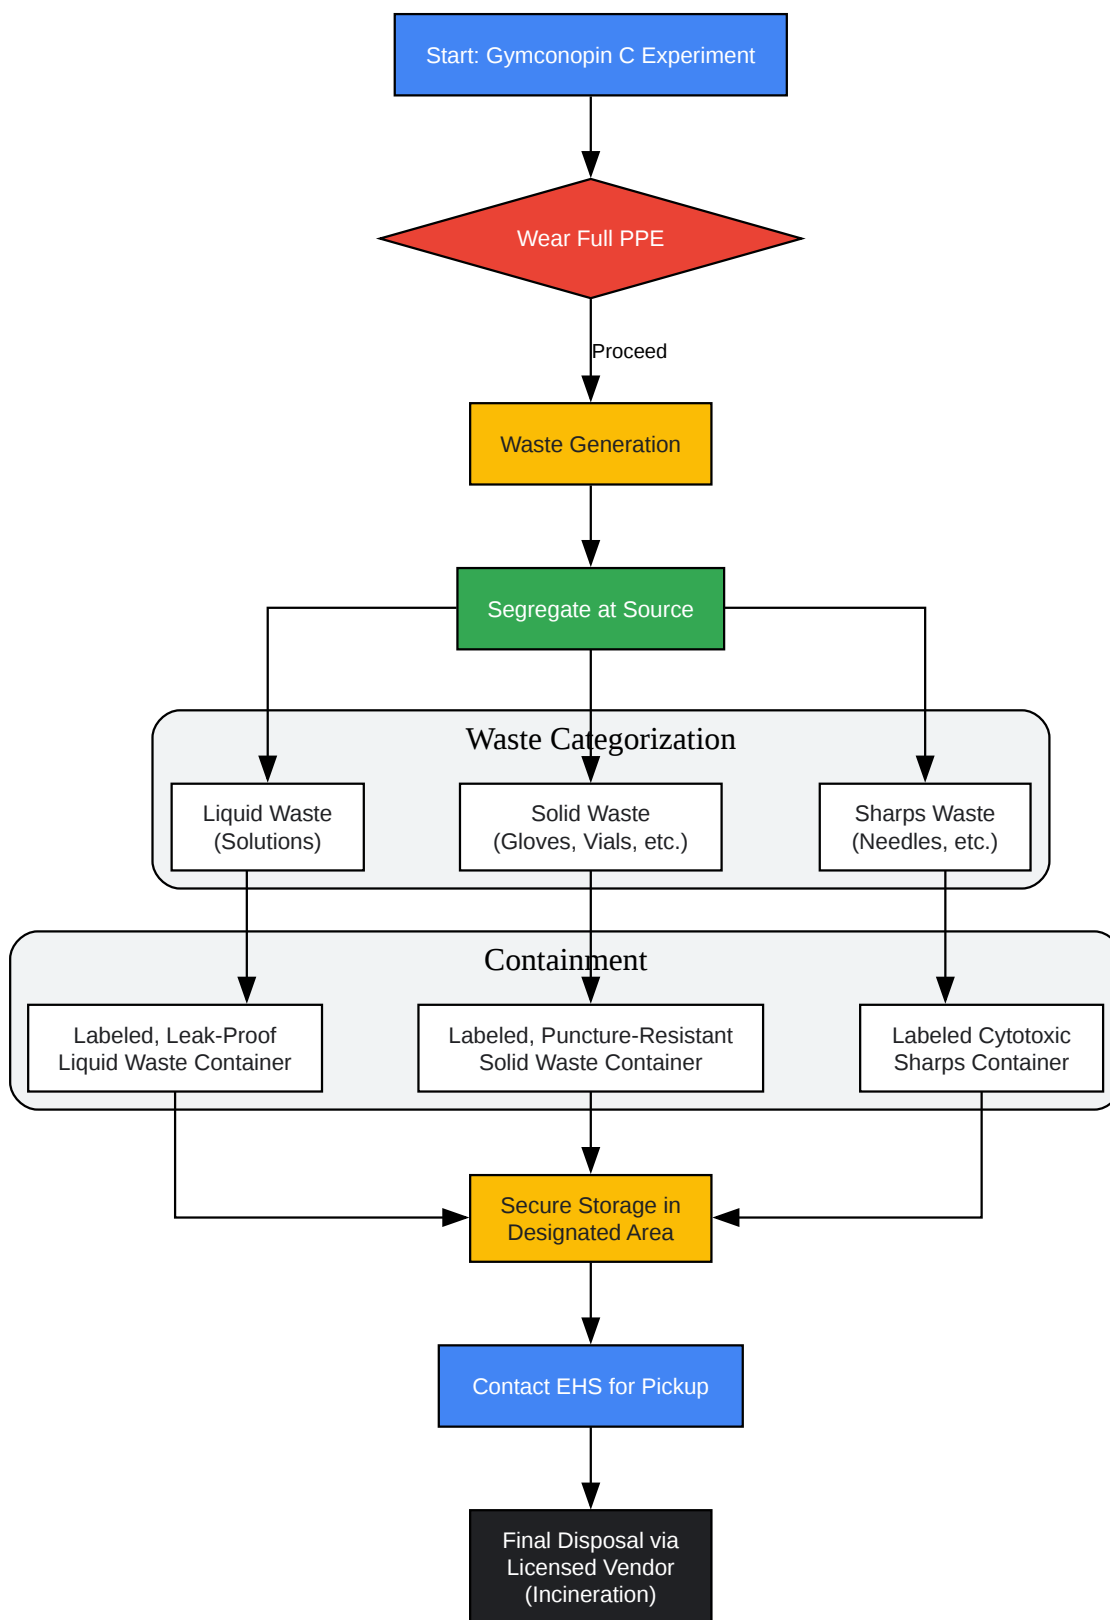 Start: Gymconopin C Experiment
Wear Full PPE
Proceed
Waste Generation
Segregate at Source
Waste Categorization
Liquid Waste
(Solutions)
Solid Waste
(Gloves, Vials, etc.)
Sharps Waste
(Needles, etc.)
Containment
Labeled, Leak-Proof
Liquid Waste Container
Labeled, Puncture-Resistant
Solid Waste Container
Labeled Cytotoxic
Sharps Container
Secure Storage in
Designated Area
Contact EHS for Pickup
Final Disposal via
Licensed Vendor
(Incineration)